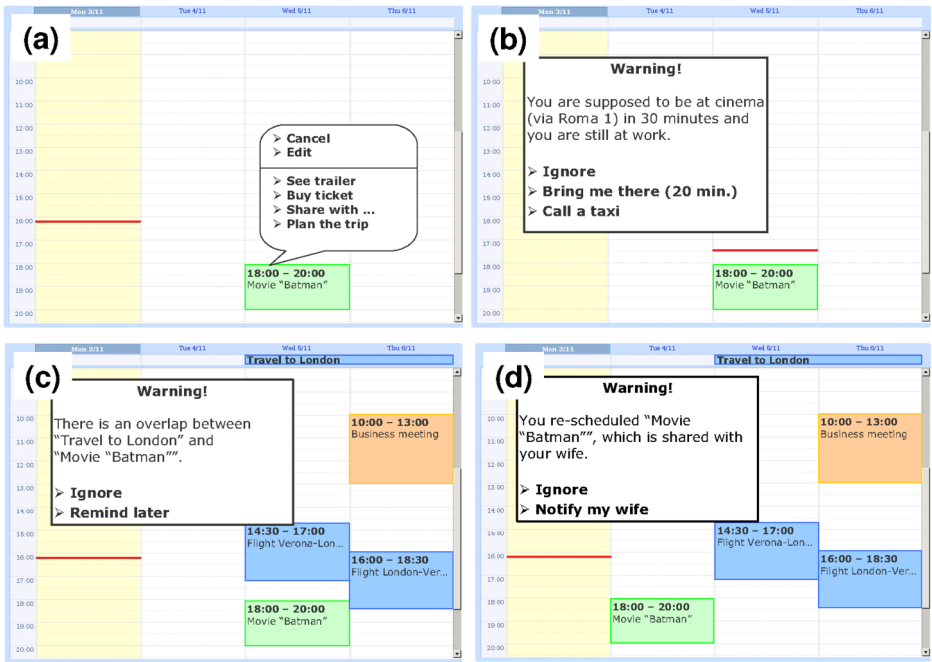 (a)
Mon 3/11
Tue 4/11
Wed 5/11
Thu 6/11
10:00
11:00
12:00
13:00
14:00
15:00
16:00
17:00
18:00
19:00
20:00
➢ Cancel
➢ Edit
➢ See trailer
➢ Buy ticket
➢ Share with ...
➢ Plan the trip
18:00 – 20:00
Movie “Batman”
(b)
Mon 3/11
Tue 4/11
Wed 5/11
Thu 6/11
10:00
11:00
12:00
13:00
14:00
15:00
16:00
17:00
18:00
19:00
20:00
Warning!
You are supposed to be at cinema
(via Roma 1) in 30 minutes and
you are still at work.
➢ Ignore
➢ Bring me there (20 min.)
➢ Call a taxi
18:00 – 20:00
Movie “Batman”
(c)
Mon 3/11
Tue 4/11
Wed 5/11
Thu 6/11
Travel to London
10:00
11:00
12:00
13:00
14:00
15:00
16:00
17:00
18:00
19:00
20:00
Warning!
There is an overlap between
“Travel to London” and
“Movie “Batman””.
➢ Ignore
➢ Remind later
10:00 – 13:00
Business meeting
14:30 – 17:00
Flight Verona-Lon...
16:00 – 18:30
Flight London-Ver...
18:00 – 20:00
Movie “Batman”
(d)
Mon 3/11
Tue 4/11
Wed 5/11
Thu 6/11
Travel to London
10:00
11:00
12:00
13:00
14:00
15:00
16:00
17:00
18:00
19:00
20:00
Warning!
You re-scheduled “Movie
“Batman””, which is shared with
your wife.
➢ Ignore
➢ Notify my wife
10:00 – 13:00
Business meeting
14:30 – 17:00
Flight Verona-Lon...
16:00 – 18:30
Flight London-Ver...
18:00 – 20:00
Movie “Batman”